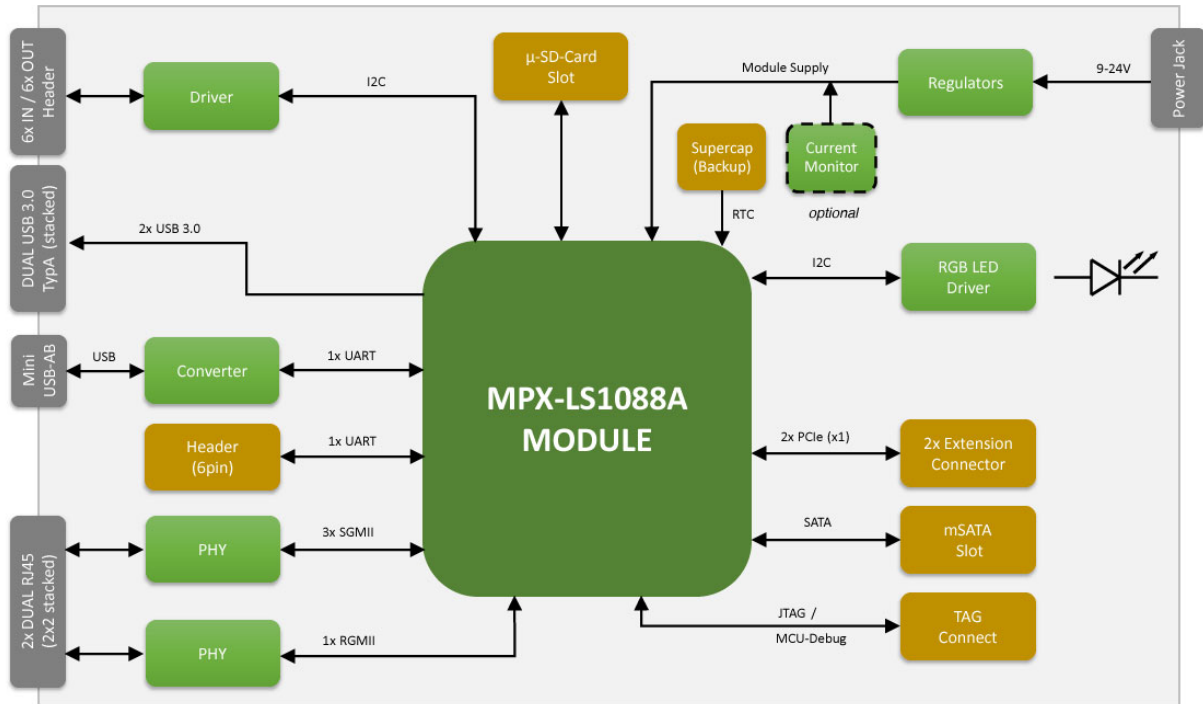 6x IN / 6x OUT
Header
Driver
I2C
µ-SD-Card
Slot
Module Supply
Regulators
9-24V
Power Jack
Supercap
(Backup)
RTC
Current
Monitor
optional
DUAL USB 3.0
TypA (stacked)
2x USB 3.0
I2C
RGB LED
Driver
Mini
USB-AB
USB
Converter
1x UART
MPX-LS1088A
MODULE
Header
(6pin)
1x UART
2x PCIe (x1)
2x Extension
Connector
2x DUAL RJ45
(2x2 stacked)
PHY
3x SGMII
SATA
mSATA
Slot
PHY
1x RGMII
JTAG /
MCU-Debug
TAG
Connect